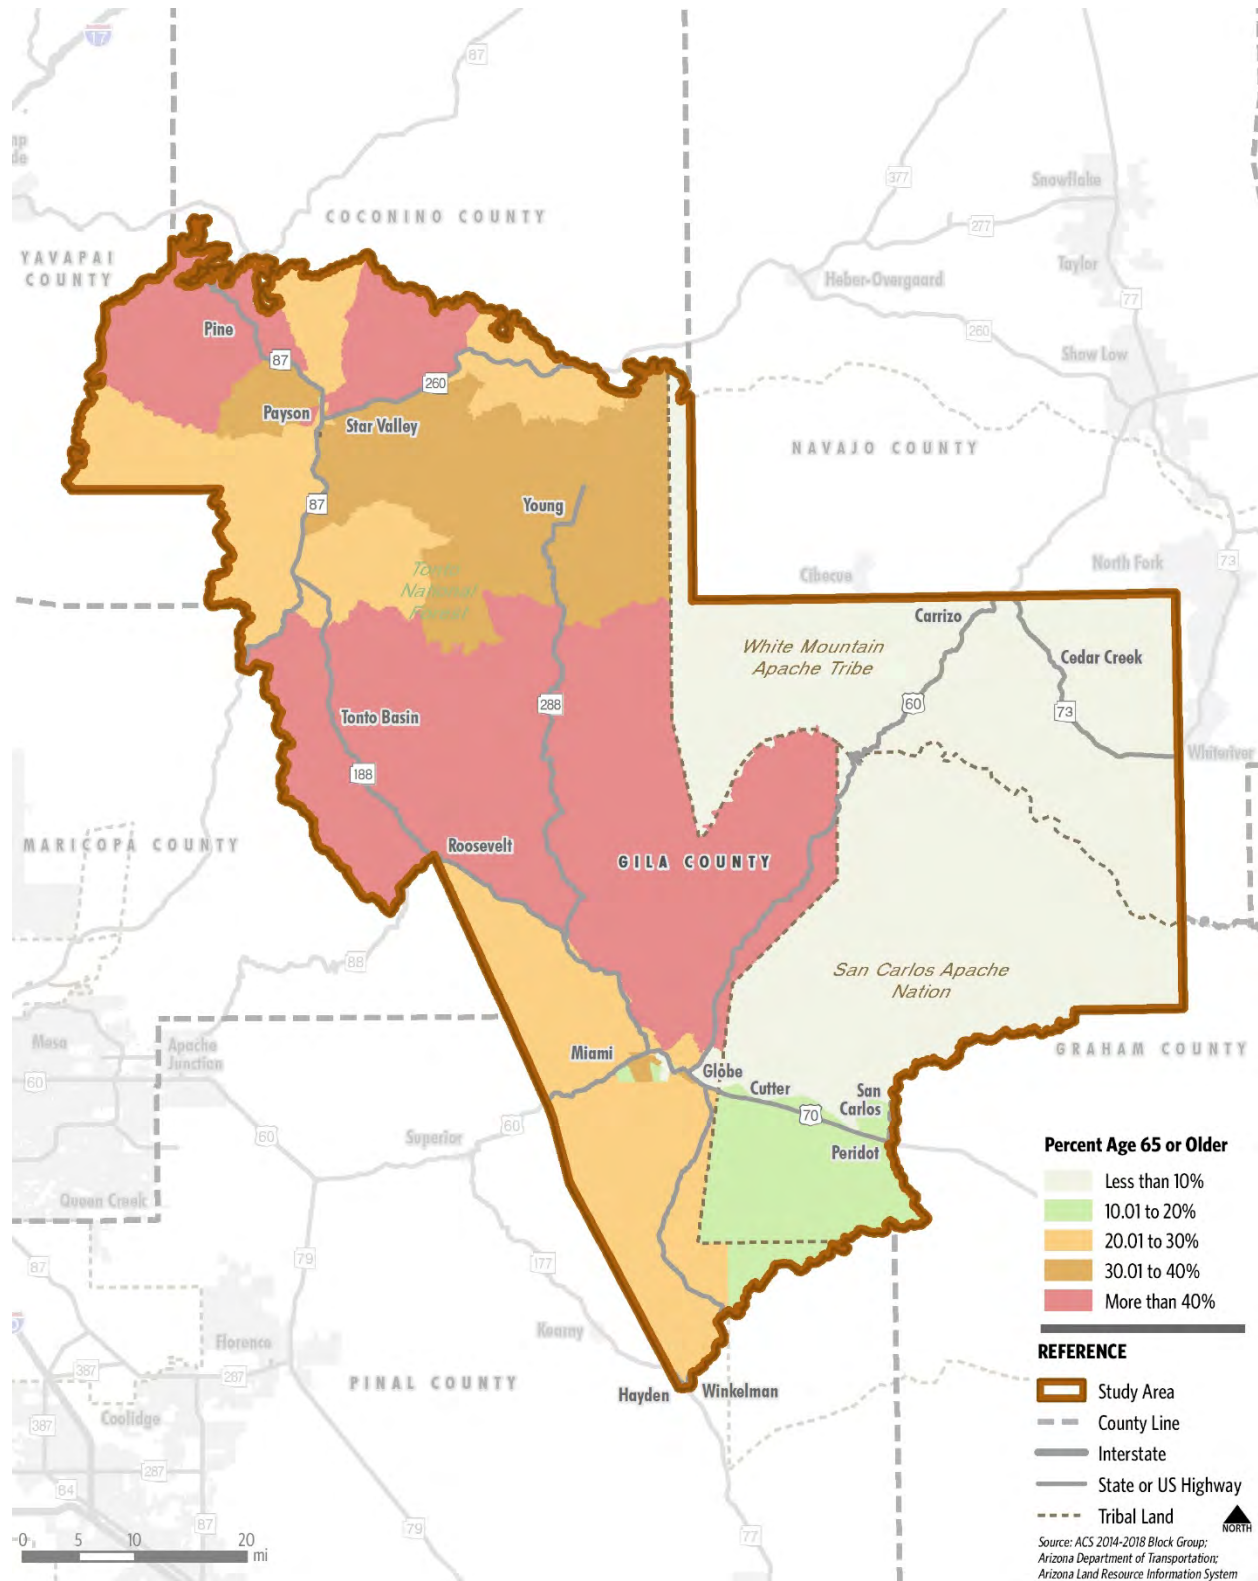 17
87
COCONINO COUNTY
YAVAPAI
COUNTY
377
Snowflake
277
Taylor
Heber-Overgaard
77
260
Show Low
Pine
87
260
Payson
Star Valley
NAVAJO COUNTY
87
Young
Tonto
National
Forest
Cibecue
North Fork
73
Carrizo
White Mountain
Apache Tribe
Cedar Creek
60
73
Whiteriver
Tonto Basin
288
188
MARICOPA COUNTY
Roosevelt
GILA COUNTY
88
San Carlos Apache
Nation
Mesa
Apache
Junction
60
Miami
Globe
Cutter
San
Carlos
70
Peridot
GRAHAM COUNTY
60
Superior
60
Queen Creek
79
87
177
Kearny
Florence
387
287
PINAL COUNTY
Hayden
Winkelman
Coolidge
387
287
84
87
79
77
Percent Age 65 or Older
Less than 10%
10.01 to 20%
20.01 to 30%
30.01 to 40%
More than 40%
REFERENCE
Study Area
County Line
Interstate
State or US Highway
Tribal Land
NORTH
Source: ACS 2014-2018 Block Group;
Arizona Department of Transportation;
Arizona Land Resource Information System
0 5 10 20
mi